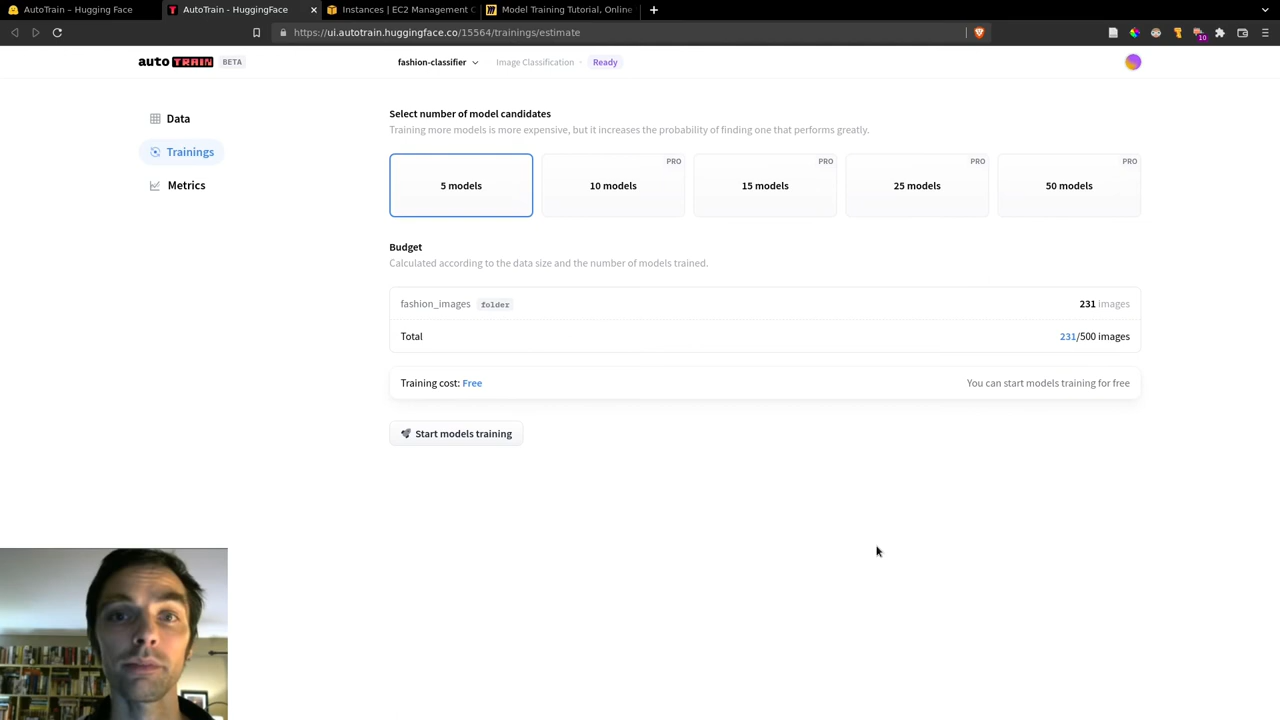 AutoTrain – Hugging Face
AutoTrain - HuggingFace
Instances | EC2 Management C
Model Training Tutorial, Online
https://ui.autotrain.huggingface.co/15564/trainings/estimate
10
auto TRAIN BETA
fashion-classifier
Image Classification -
Ready
Data
Trainings
Metrics
Select number of model candidates
Training more models is more expensive, but it increases the probability of finding one that performs greatly.
5 models
PRO
10 models
PRO
15 models
PRO
25 models
PRO
50 models
Budget
Calculated according to the data size and the number of models trained.
fashion_images folder 231 images
Total 231/500 images
Training cost: Free You can start models training for free
Start models training